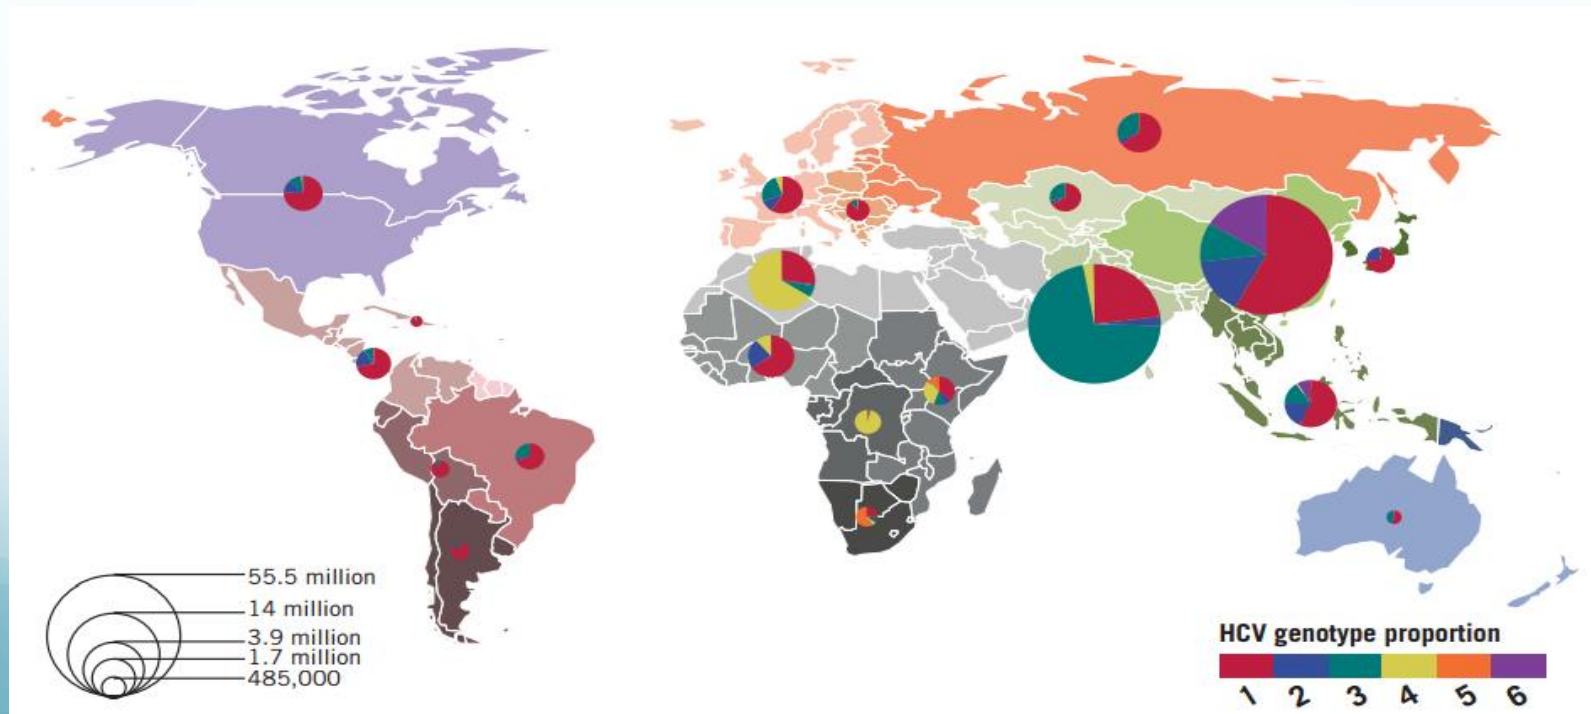 55.5 million
14 million
3.9 million
1.7 million
485,000
HCV genotype proportion
1 2 3 4 5 6